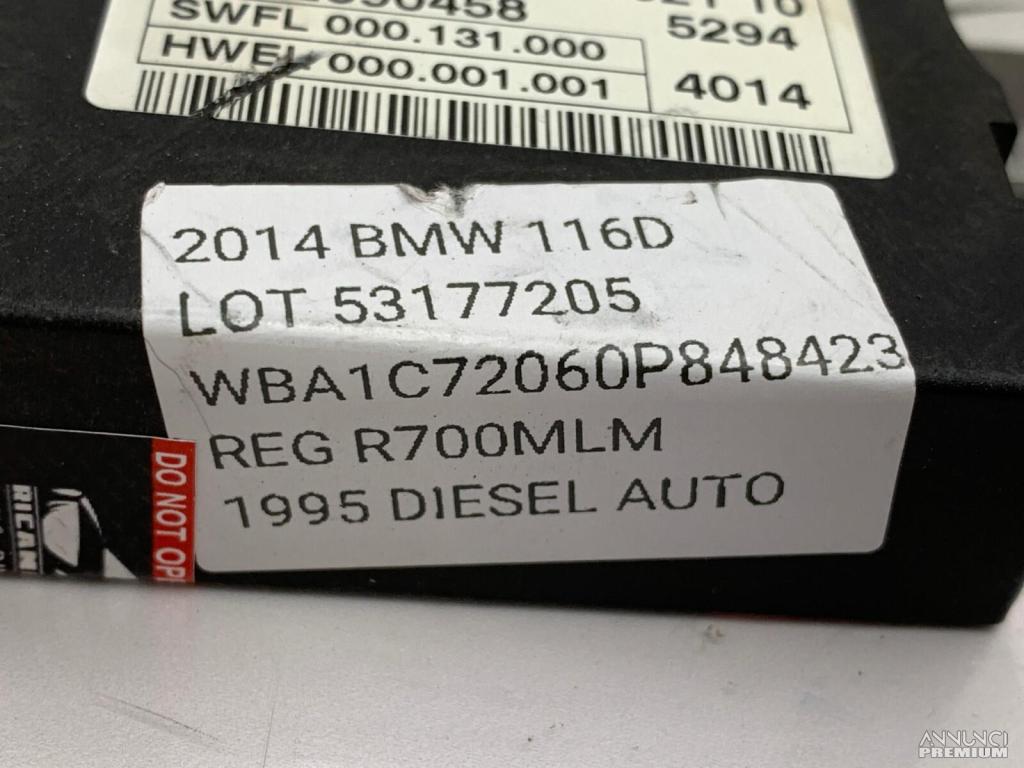 SWFL 000.131.000
5294
HWEL 000.001.001
4014
2014 BMW 116D
LOT 53177205
WBA1C72060P848423
REG R700MLM
1995 DIESEL AUTO
DO NOT
ANNUNCI
PREMIUM